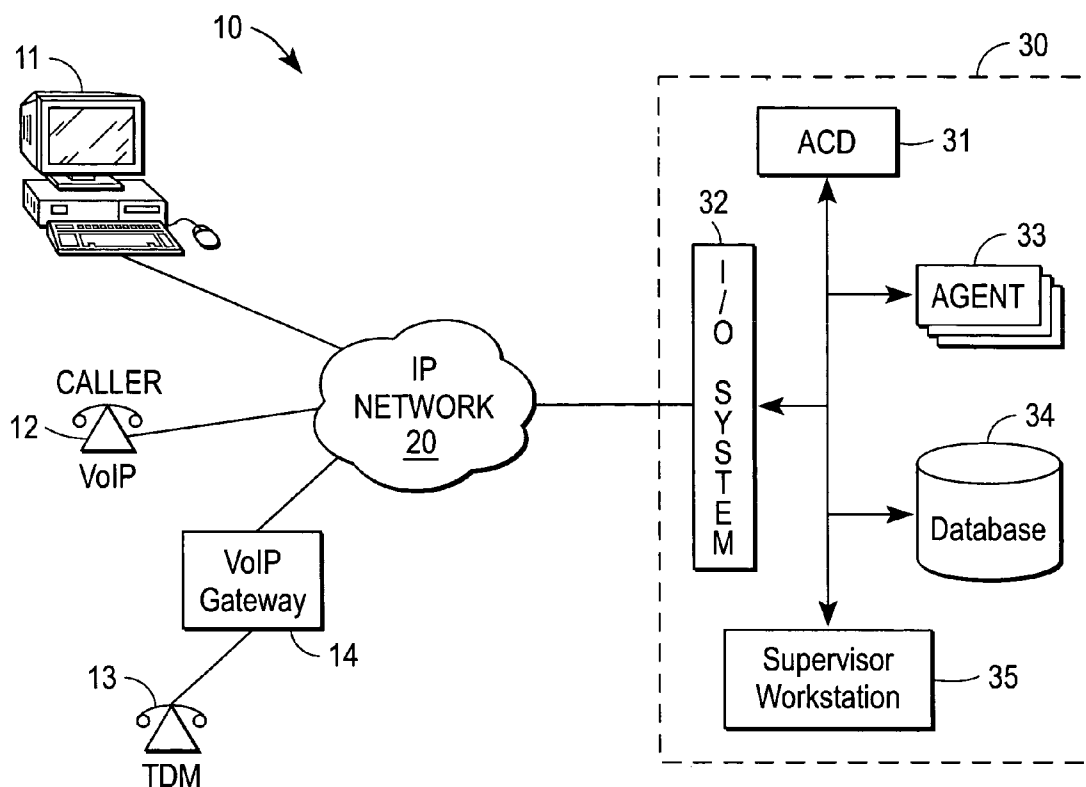 10
11
30
ACD
31
32
I/O SYSTEM
33
AGENT
IP
NETWORK
20
CALLER
12
VoIP
34
Database
VoIP
Gateway
14
13
TDM
Supervisor
Workstation
35